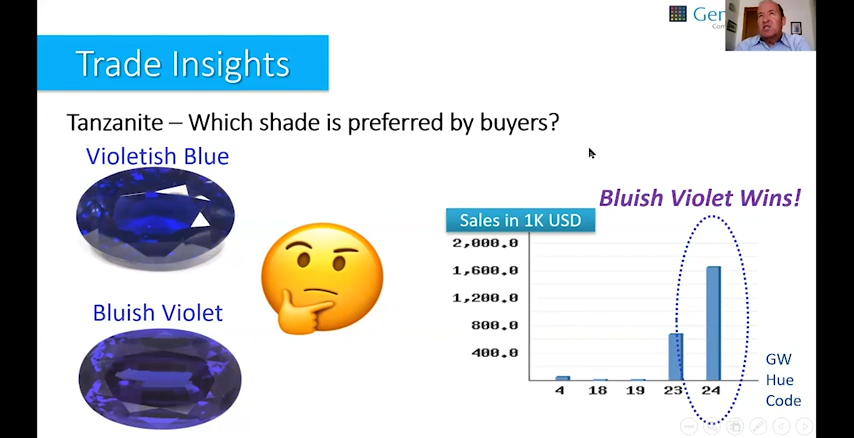 Trade Insights
Tanzanite – Which shade is preferred by buyers?
Violetish Blue
Bluish Violet
Bluish Violet Wins!
Sales in 1K USD
2,000.0
1,600.0
1,200.0
800.0
400.0
4 18 19 23 24
GW
Hue
Code